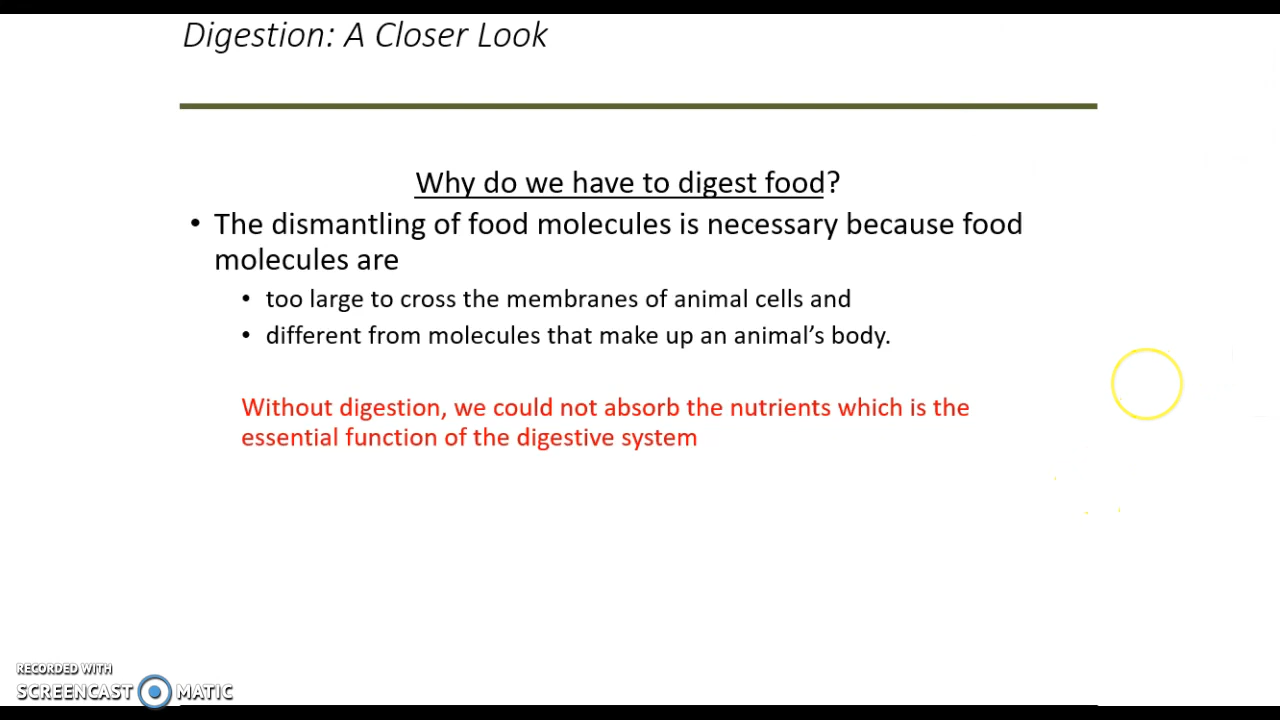 Digestion: A Closer Look
Why do we have to digest food?
• The dismantling of food molecules is necessary because food
molecules are
• too large to cross the membranes of animal cells and
• different from molecules that make up an animal’s body.
Without digestion, we could not absorb the nutrients which is the
essential function of the digestive system
RECORDED WITH
SCREENCAST MATIC